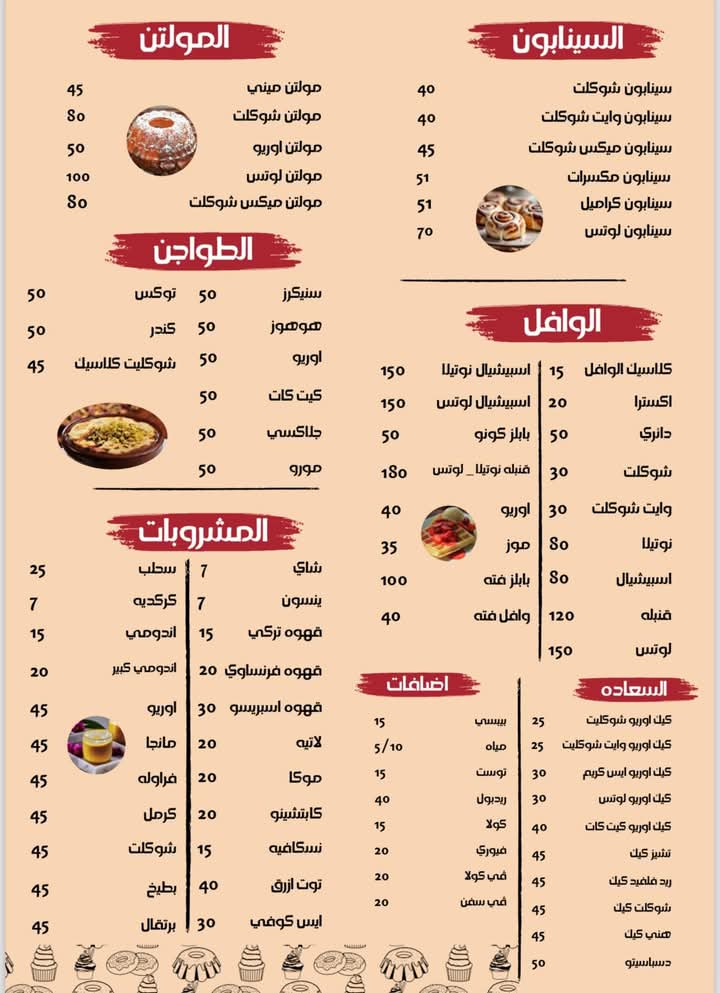 السينابون
سينابون شوكلت 40
سينابون وايت شوكلت 40
سينابون ميكس شوكلت 45
سينابون مكسرات 51
سينابون كراميل 51
سينابون لوتس 70
الوافل
كلاسيك الوافل 15
اكسترا 20
دانري 50
شوكلت 30
وايت شوكلت 30
نوتيلا 80
اسبيشيال 80
قنبله 120
لوتس 150
اسبيشيال نوتيلا 150
اسبيشيال لوتس 150
بابلز كونو 50
قنبله نوتيلا _ لوتس 180
اوريو 40
موز 35
بابلز فته 100
وافل فته 40
السعاده
كيك اوريو شوكليت 25
كيك اوريو وايت شوكليت 25
كيك اوريو ايس كريم 30
كيك اوريو لوتس 30
كيك اوريو كيت كات 40
تشيز كيك 45
ريد فلفيد كيك 45
شوكلت كيك 45
هني كيك 45
دسباسيتو 50
اضافات
بيبسي 15
مياه 5/10
توست 15
ريدبول 40
كولا 15
فيوري 20
في كولا 20
في سفن 20
المولتن
مولتن ميني 45
مولتن شوكلت 80
مولتن اوريو 50
مولتن لوتس 100
مولتن ميكس شوكلت 80
الطواجن
سنيكرز 50
هوهوز 50
اوريو 50
كيت كات 50
جلاكسي 50
مورو 50
توكس 50
كندر 50
شوكليت كلاسيك 45
المشروبات
شاي 7
ينسون 7
قهوه تركي 15
قهوه فرنساوي 20
قهوه اسبريسو 30
لاتيه 20
موكا 20
كابتشينو 20
نسكافيه 15
توت ازرق 40
ايس كوفي 30
سحلب 25
كركديه 7
اندومي 15
اندومي كبير 20
اوريو 45
مانجا 45
فراوله 45
كرمل 45
شوكلت 45
بطيخ 45
برتقال 45